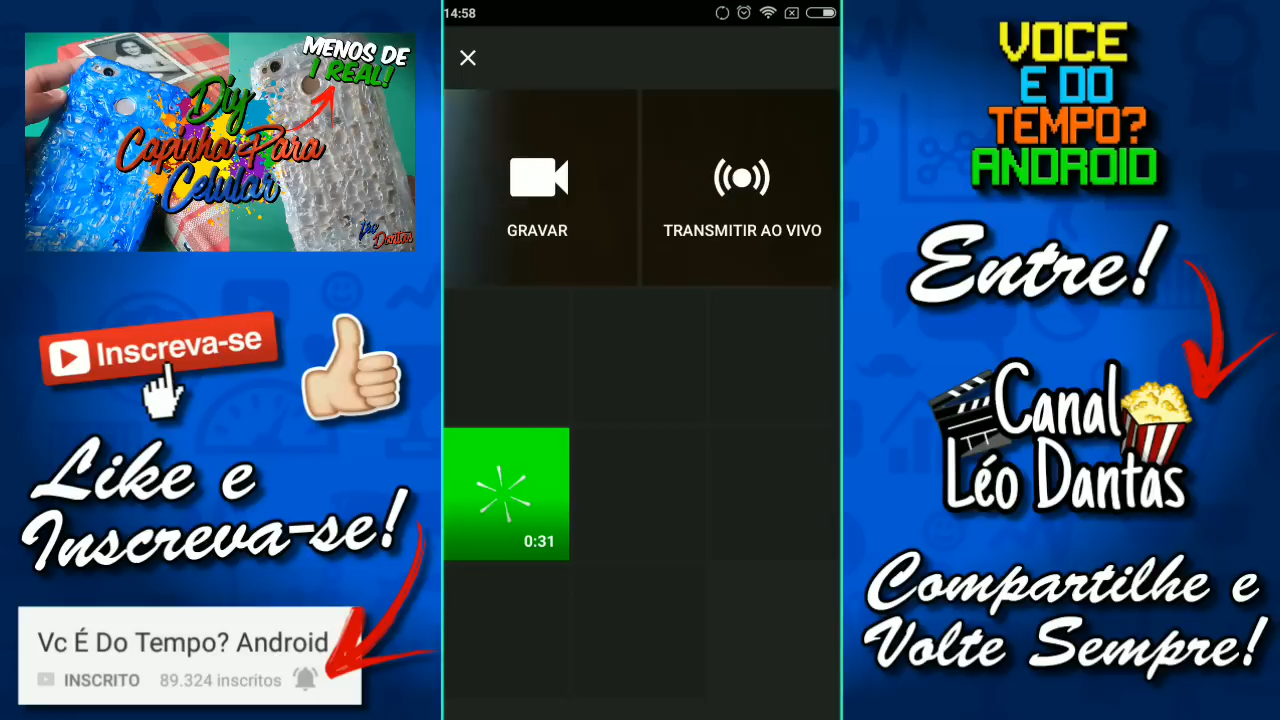 MENOS DE
1 REAL!
Diy
Capinha Para
Celular
Léo
Dantas
Inscreva-se
Like e
Inscreva-se!
Vc É Do Tempo? Android
INSCRITO 89.324 inscritos
14:58
GRAVAR
TRANSMITIR AO VIVO
0:31
VOCE
E DO
TEMPO?
ANDROID
Entre!
Canal
Léo Dantas
Compartilhe e
Volte Sempre!